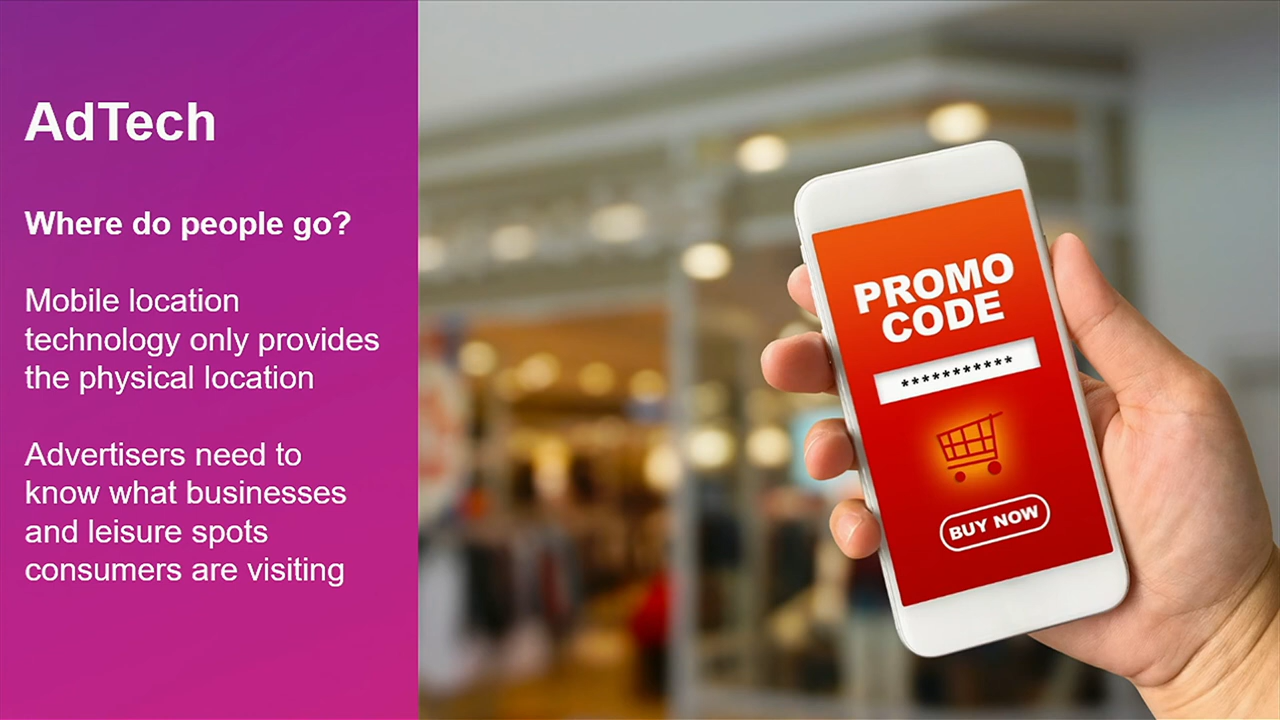 AdTech
Where do people go?
Mobile location
technology only provides
the physical location
Advertisers need to
know what businesses
and leisure spots
consumers are visiting
PROMO
CODE
***********
BUY NOW